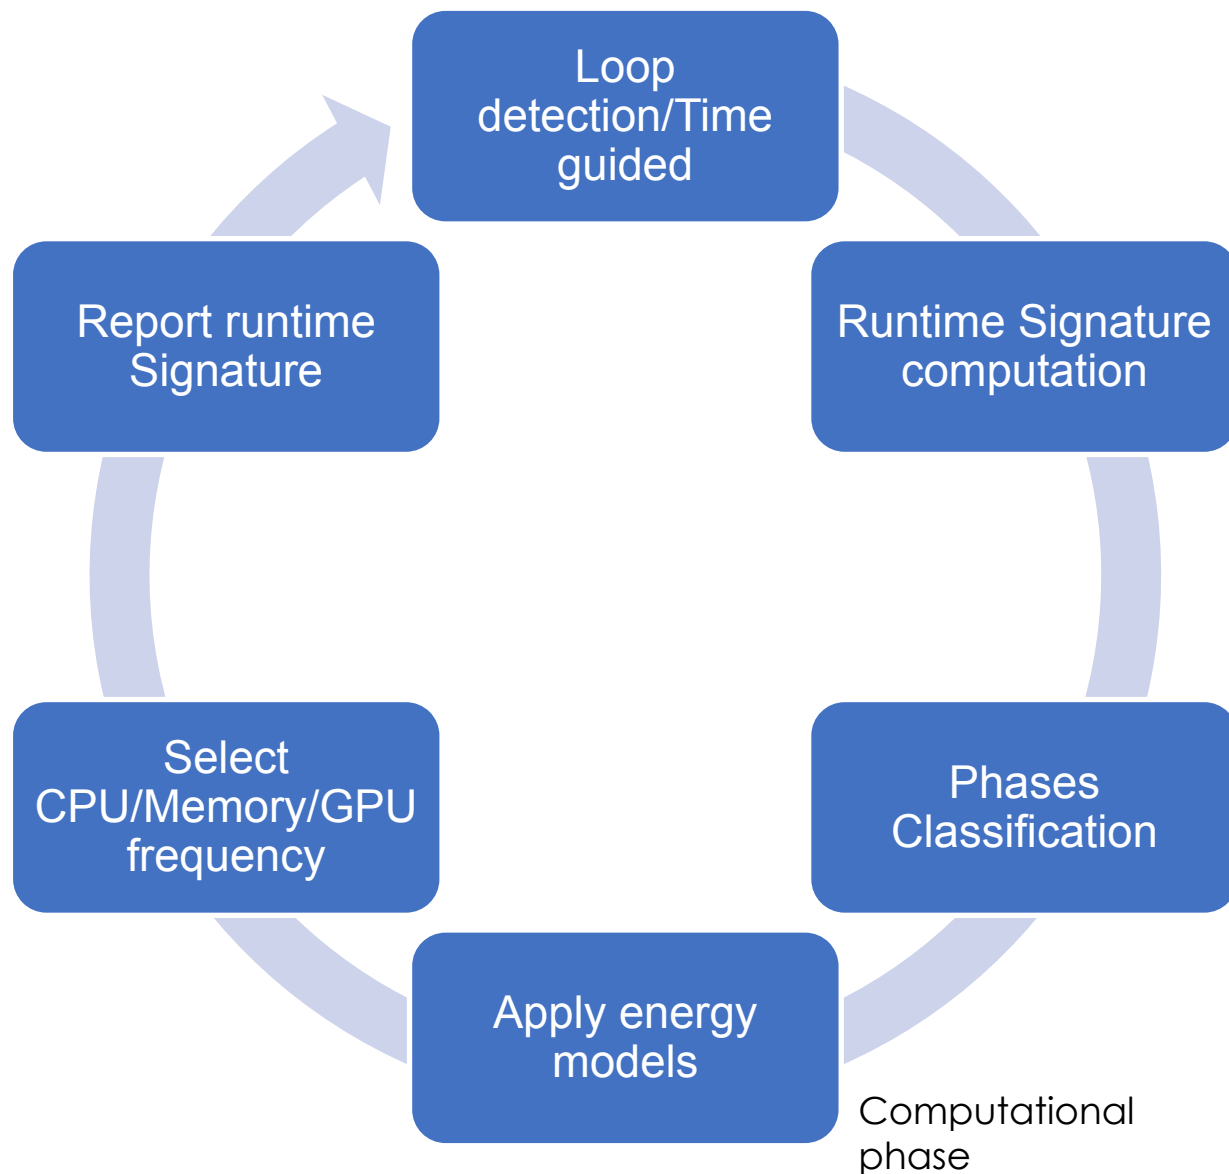 Loop
detection/Time
guided
Runtime Signature
computation
Phases
Classification
Apply energy
models
Computational
phase
Select
CPU/Memory/GPU
frequency
Report runtime
Signature